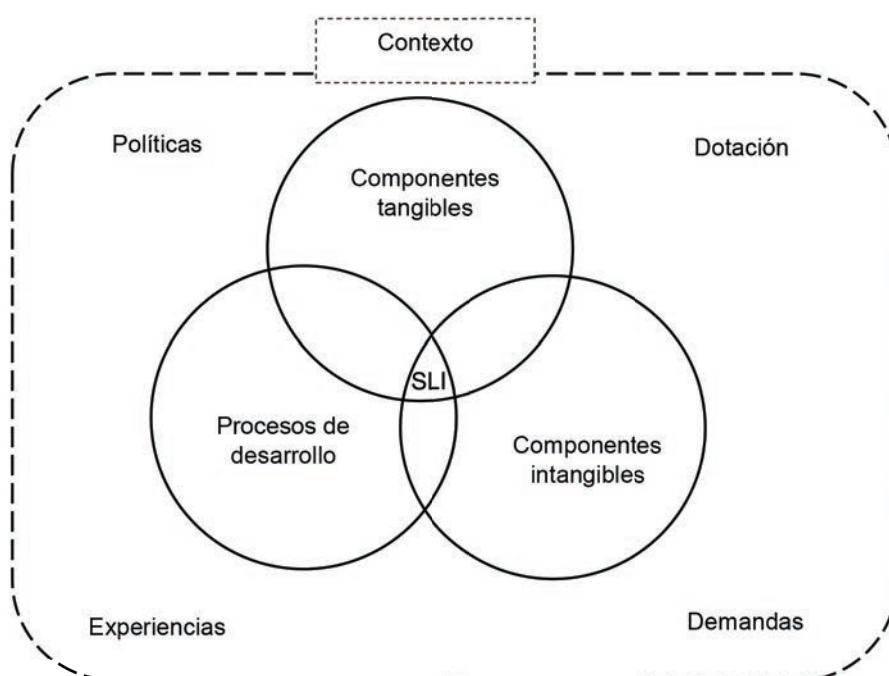 Contexto
Políticas
Dotación
Componentes
tangibles
SLI
Procesos de
desarrollo
Componentes
intangibles
Experiencias
Demandas